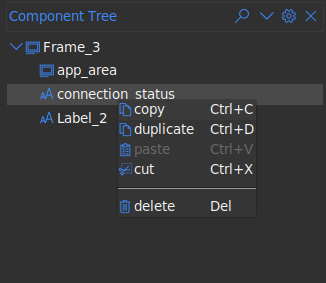 Component Tree
Frame_3
app_area
connection_status
Label_2
copy Ctrl+C
duplicate Ctrl+D
paste Ctrl+V
cut Ctrl+X
delete Del